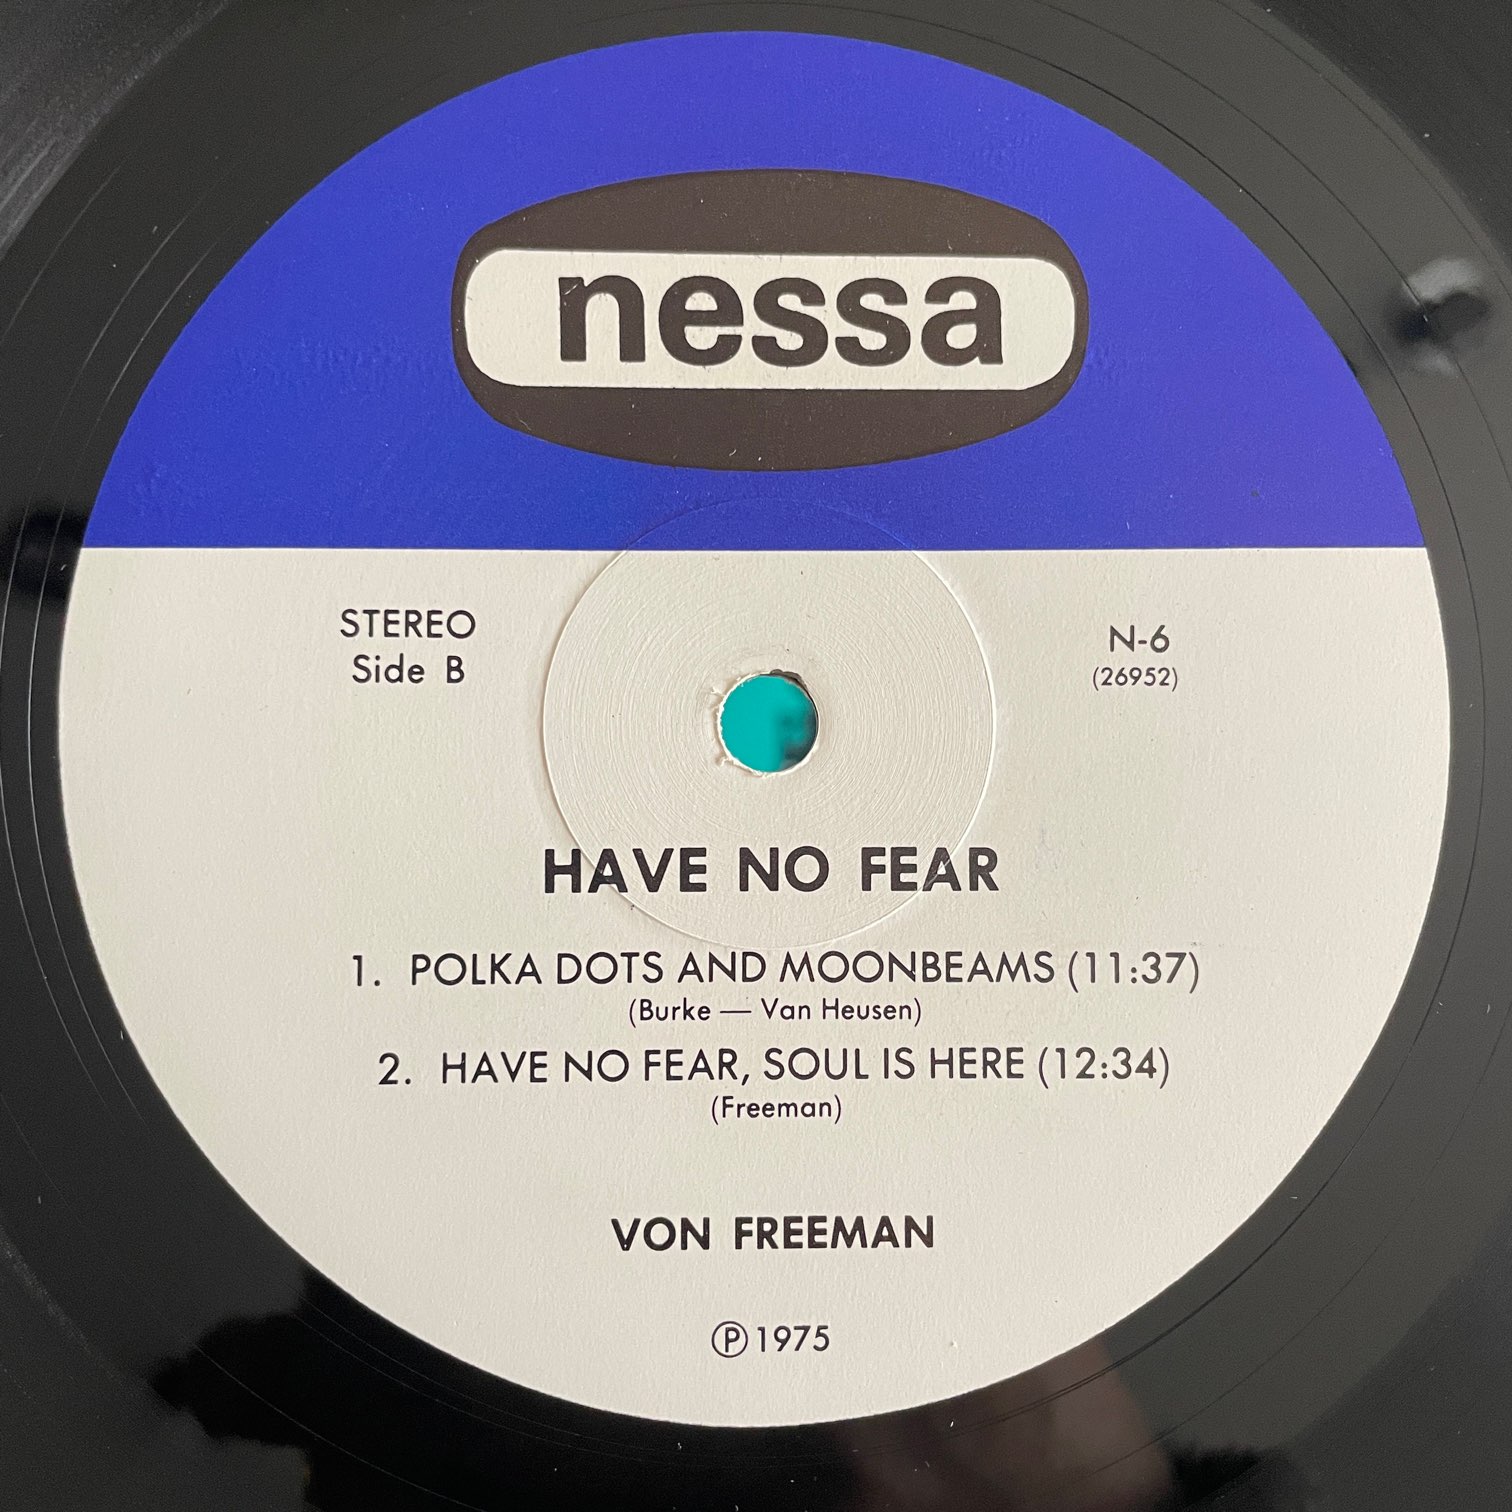 nessa
STEREO
Side B
N-6
(26952)
HAVE NO FEAR
1. POLKA DOTS AND MOONBEAMS (11:37)
(Burke — Van Heusen)
2. HAVE NO FEAR, SOUL IS HERE (12:34)
(Freeman)
VON FREEMAN
℗ 1975